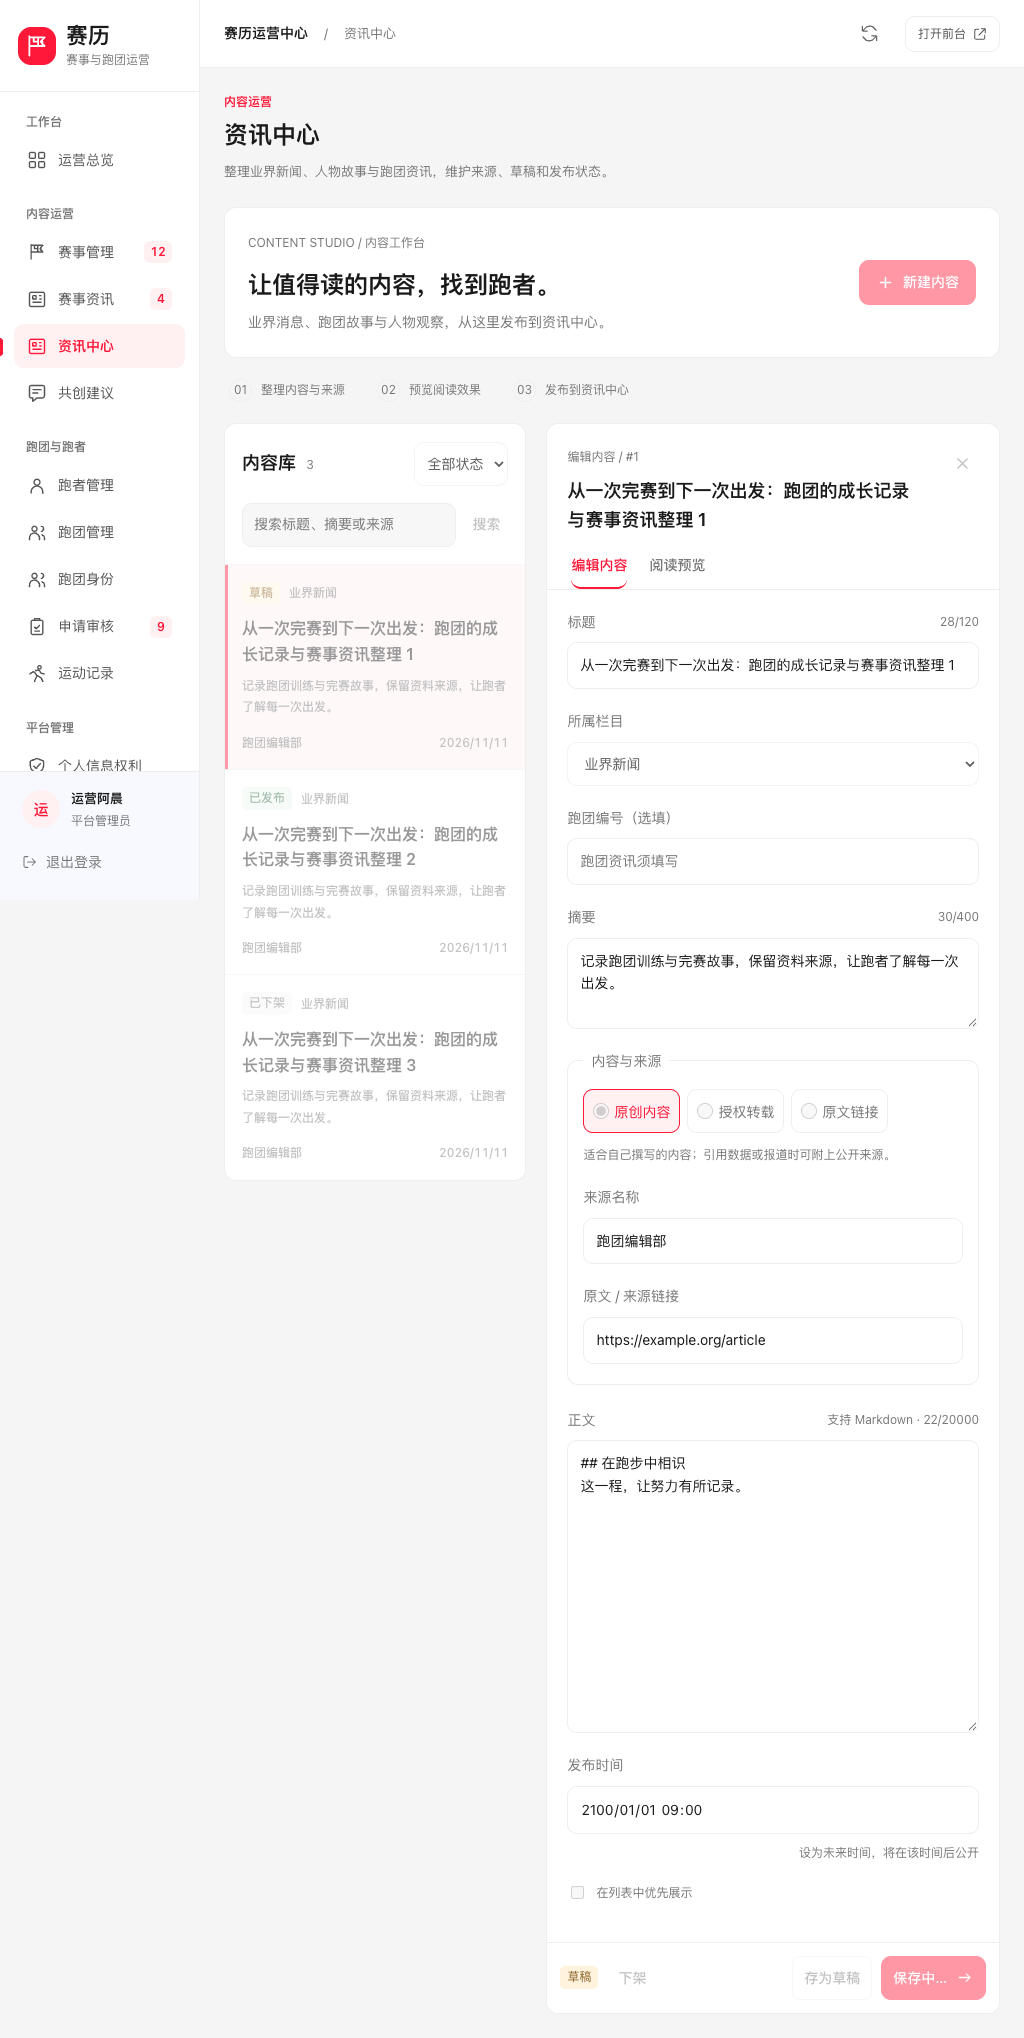 赛历
赛事与跑团运营
工作台
运营总览
内容运营
赛事管理 12
赛事资讯 4
资讯中心
共创建议
跑团与跑者
跑者管理
跑团管理
跑团身份
申请审核 9
运动记录
平台管理
个人信息权利
运
运营阿晨
平台管理员
退出登录
赛历运营中心 / 资讯中心
打开前台
内容运营
资讯中心
整理业界新闻、人物故事与跑团资讯，维护来源、草稿和发布状态。
CONTENT STUDIO / 内容工作台
让值得读的内容，找到跑者。
业界消息、跑团故事与人物观察，从这里发布到资讯中心。
新建内容
01 整理内容与来源 02 预览阅读效果 03 发布到资讯中心
内容库 3
全部状态
搜索标题、摘要或来源
搜索
草稿 业界新闻
从一次完赛到下一次出发：跑团的成
长记录与赛事资讯整理 1
记录跑团训练与完赛故事，保留资料来源，让跑者
了解每一次出发。
跑团编辑部 2026/11/11
已发布 业界新闻
从一次完赛到下一次出发：跑团的成
长记录与赛事资讯整理 2
记录跑团训练与完赛故事，保留资料来源，让跑者
了解每一次出发。
跑团编辑部 2026/11/11
已下架 业界新闻
从一次完赛到下一次出发：跑团的成
长记录与赛事资讯整理 3
记录跑团训练与完赛故事，保留资料来源，让跑者
了解每一次出发。
跑团编辑部 2026/11/11
编辑内容 / #1
从一次完赛到下一次出发：跑团的成长记录
与赛事资讯整理 1
编辑内容 阅读预览
标题 28/120
从一次完赛到下一次出发：跑团的成长记录与赛事资讯整理 1
所属栏目
业界新闻
跑团编号（选填）
跑团资讯须填写
摘要 30/400
记录跑团训练与完赛故事，保留资料来源，让跑者了解每一次
出发。
内容与来源
原创内容 授权转载 原文链接
适合自己撰写的内容；引用数据或报道时可附上公开来源。
来源名称
跑团编辑部
原文 / 来源链接
https://example.org/article
正文 支持 Markdown · 22/20000
## 在跑步中相识
这一程，让努力有所记录。
发布时间
2100/01/01 09:00
设为未来时间，将在该时间后公开
在列表中优先展示
草稿 下架 存为草稿 保存中...